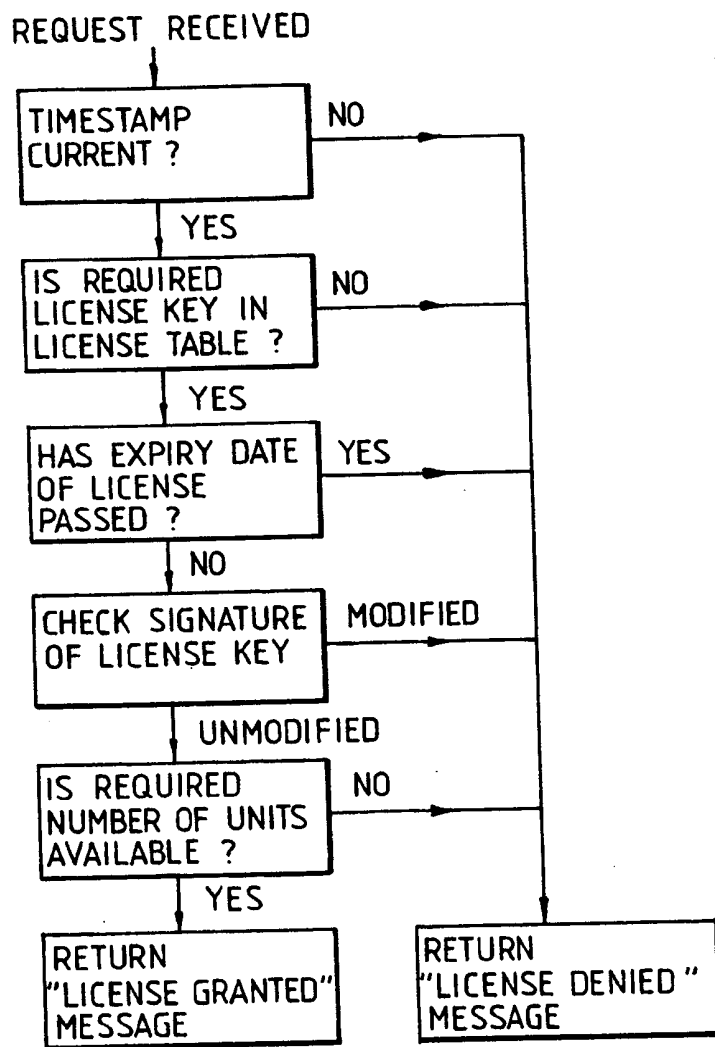 REQUEST RECEIVED
TIMESTAMP
CURRENT ?
NO
YES
IS REQUIRED
LICENSE KEY IN
LICENSE TABLE ?
NO
YES
HAS EXPIRY DATE
OF LICENSE
PASSED ?
YES
NO
CHECK SIGNATURE
OF LICENSE KEY
MODIFIED
UNMODIFIED
IS REQUIRED
NUMBER OF UNITS
AVAILABLE ?
NO
YES
RETURN
"LICENSE GRANTED"
MESSAGE
RETURN
"LICENSE DENIED"
MESSAGE